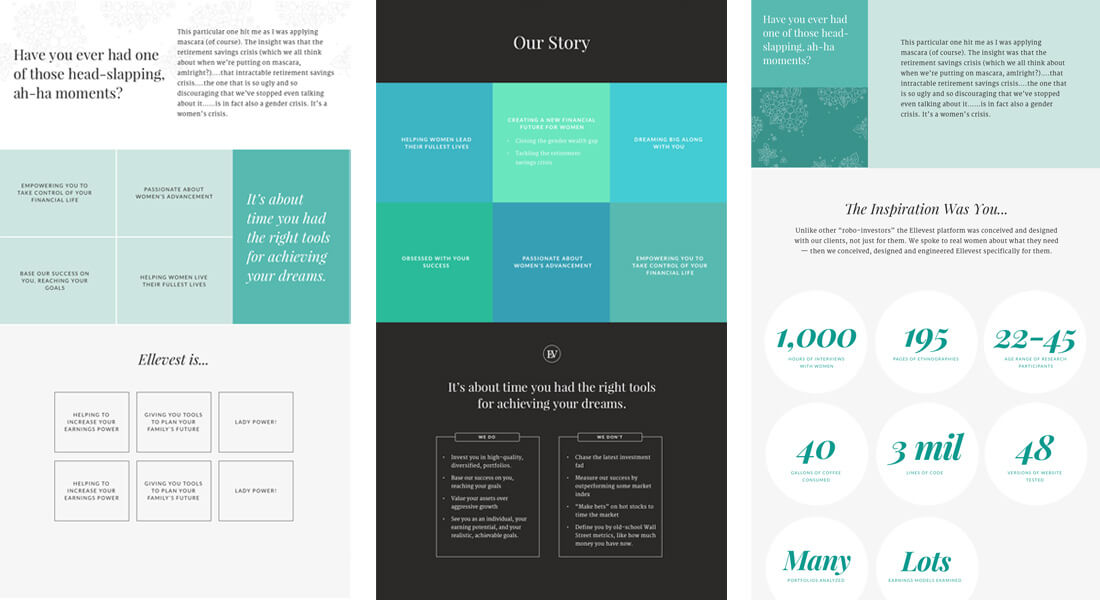 Have you ever had one
of those head-slapping,
ah-ha moments?
This particular one hit me as I was applying
mascara (of course). The insight was that the
retirement savings crisis (which we all think
about when we're putting on mascara,
amIright?)....that intractable retirement savings
crisis....the one that is so ugly and so
discouraging that we've stopped even talking
about it......is in fact also a gender crisis. It's a
women's crisis.
EMPOWERING YOU TO
TAKE CONTROL OF YOUR
FINANCIAL LIFE
PASSIONATE ABOUT
WOMEN'S ADVANCEMENT
BASE OUR SUCCESS ON
YOU, REACHING YOUR
GOALS
HELPING WOMEN LIVE
THEIR FULLEST LIVES
It's about
time you had
the right tools
for achieving
your dreams.
Ellevest is...
HELPING TO
INCREASE YOUR
EARNINGS POWER
GIVING YOU TOOLS
TO PLAN YOUR
FAMILY'S FUTURE
LADY POWER!
HELPING TO
INCREASE YOUR
EARNINGS POWER
GIVING YOU TOOLS
TO PLAN YOUR
FAMILY'S FUTURE
LADY POWER!
Our Story
HELPING WOMEN LEAD
THEIR FULLEST LIVES
CREATING A NEW FINANCIAL
FUTURE FOR WOMEN
• Closing the gender wealth gap
• Tackling the retirement
savings crisis
DREAMING BIG ALONG
WITH YOU
OBSESSED WITH YOUR
SUCCESS
PASSIONATE ABOUT
WOMEN'S ADVANCEMENT
EMPOWERING YOU TO
TAKE CONTROL OF YOUR
FINANCIAL LIFE
EV
It's about time you had the right tools
for achieving your dreams.
WE DO
• Invest you in high-quality,
diversified, portfolios.
• Base our success on you,
reaching your goals
• Value your assets over
aggressive growth
• See you as an individual, your
earning potential, and your
realistic, achievable goals.
WE DON'T
• Chase the latest investment
fad
• Measure our success by
outperforming some market
index
• "Make bets" on hot stocks to
time the market
• Define you by old-school Wall
Street metrics, like how much
money you have now.
Have you ever had one
of those head-
slapping, ah-ha
moments?
This particular one hit me as I was applying
mascara (of course). The insight was that the
retirement savings crisis (which we all think about
when we're putting on mascara, amIright?)....that
intractable retirement savings crisis....the one that
is so ugly and so discouraging that we've stopped
even talking about it......is in fact also a gender
crisis. It's a women's crisis.
The Inspiration Was You...
Unlike other "robo-investors" the Ellevest platform was conceived and designed
with our clients, not just for them. We spoke to real women about what they need
— then we conceived, designed and engineered Ellevest specifically for them.
1,000
HOURS OF INTERVIEWS
WITH WOMEN
195
PAGES OF ETHNOGRAPHIES
22-45
AGE RANGE OF RESEARCH
PARTICIPANTS
40
GALLONS OF COFFEE
CONSUMED
3 mil
LINES OF CODE
48
VERSIONS OF WEBSITE
TESTED
Many
PORTFOLIOS ANALYZED
Lots
EARNINGS MODELS EXAMINED